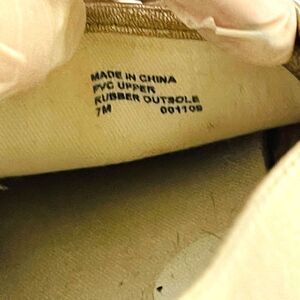 MADE IN CHINA
PVC UPPER
RUBBER OUTSOLE
7M 001109